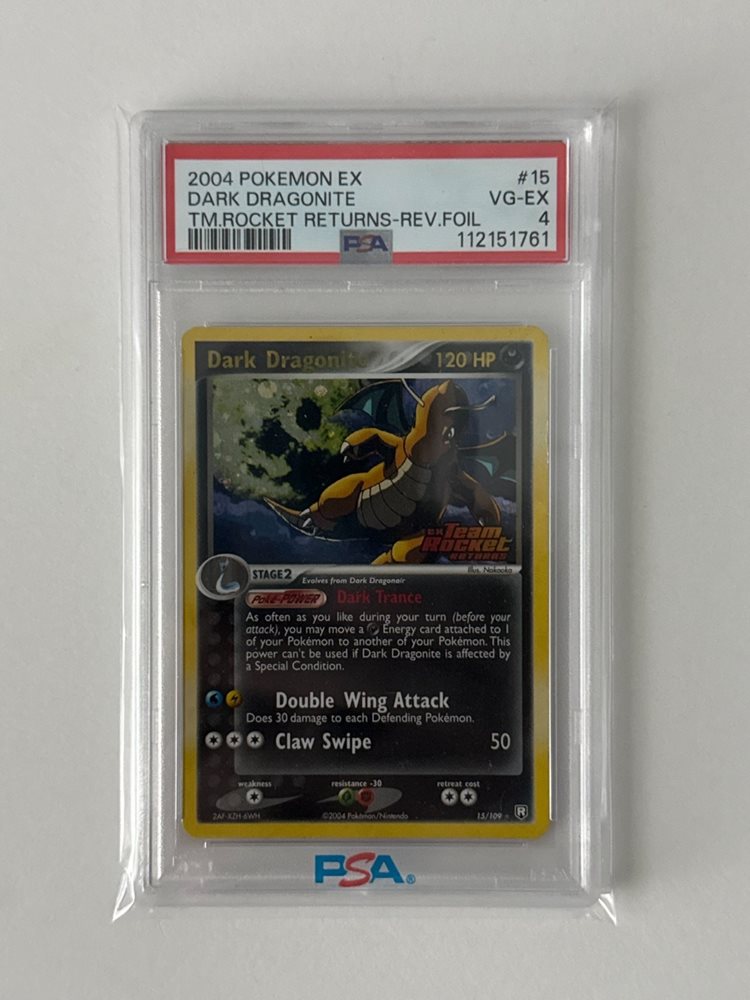 2004 POKEMON EX #15
DARK DRAGONITE VG-EX
TM.ROCKET RETURNS-REV.FOIL 4
PSA 112151761
Dark Dragonite 120 HP
EX Team
Rocket
RETURNS
Illus. Nakaoka
STAGE2 Evolves from Dark Dragonair
Poké-POWER Dark Trance
As often as you like during your turn (before your
attack), you may move a Energy card attached to 1
of your Pokémon to another of your Pokémon. This
power can't be used if Dark Dragonite is affected by
a Special Condition.
Double Wing Attack
Does 30 damage to each Defending Pokémon.
Claw Swipe 50
weakness resistance -30 retreat cost
2AF-XZH-6WH ©2004 Pokémon/Nintendo 15/109 R
PSA®